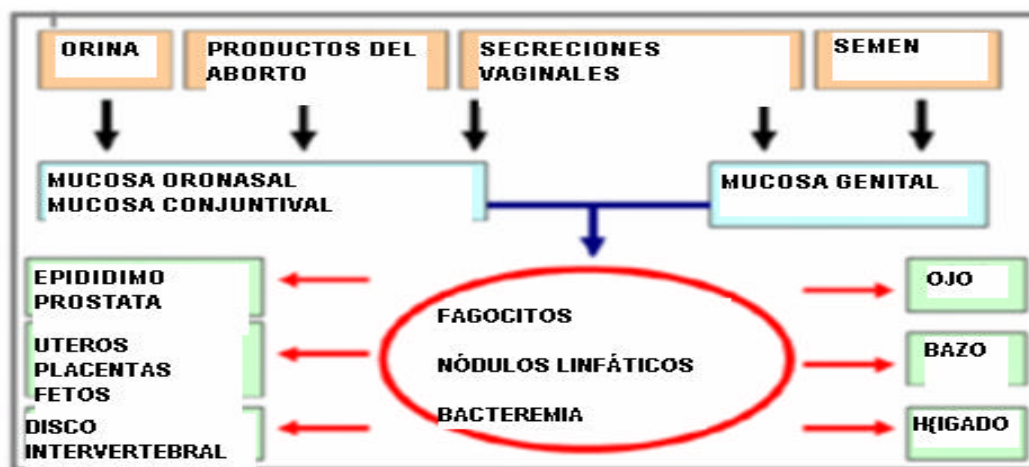 ORINA
PRODUCTOS DEL
ABORTO
SECRECIONES
VAGINALES
SEMEN
MUCOSA ORONASAL
MUCOSA CONJUNTIVAL
MUCOSA GENITAL
EPIDIDIMO
PROSTATA
FAGOCITOS
NÓDULOS LINFÁTICOS
BACTEREMIA
OJO
UTEROS
PLACENTAS
FETOS
BAZO
DISCO
INTERVERTEBRAL
H{IGADO